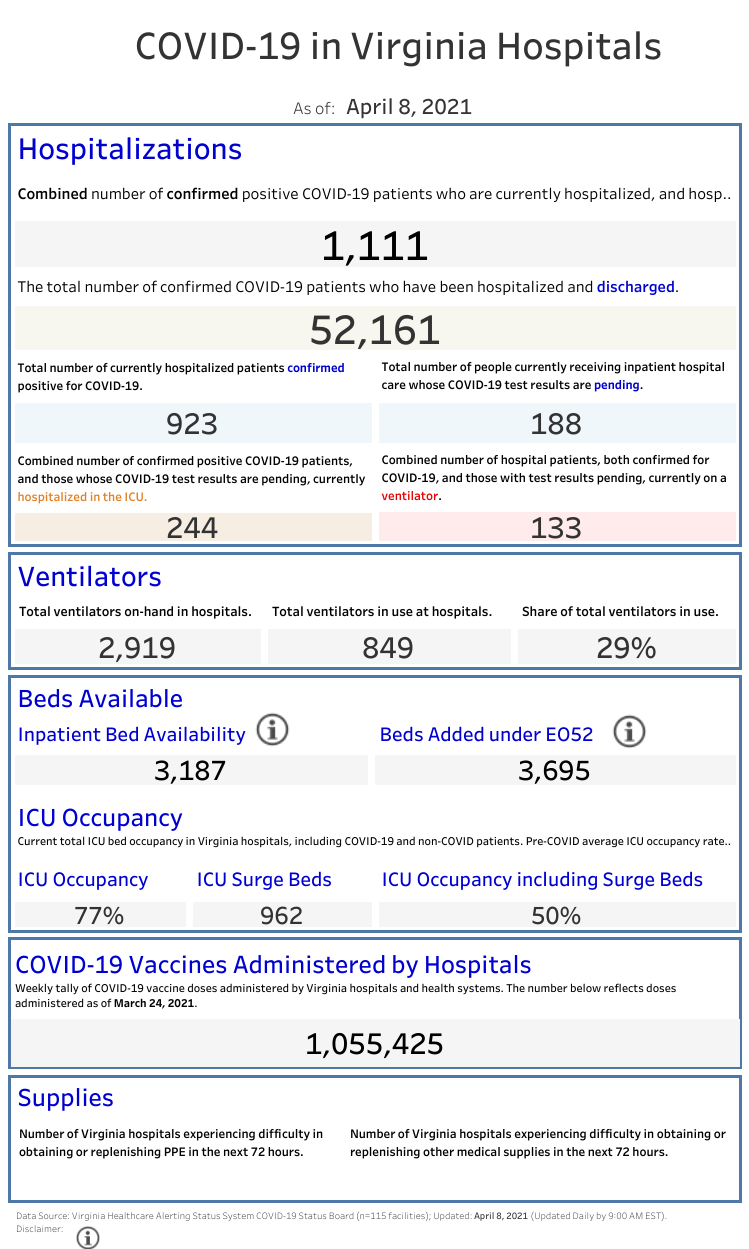 COVID-19 in Virginia Hospitals
As of: April 8, 2021
Hospitalizations
Combined number of confirmed positive COVID-19 patients who are currently hospitalized, and hosp..
1,111
The total number of confirmed COVID-19 patients who have been hospitalized and discharged.
52,161
Total number of currently hospitalized patients confirmed
positive for COVID-19.
923
Total number of people currently receiving inpatient hospital
care whose COVID-19 test results are pending.
188
Combined number of confirmed positive COVID-19 patients,
and those whose COVID-19 test results are pending, currently
hospitalized in the ICU.
244
Combined number of hospital patients, both confirmed for
COVID-19, and those with test results pending, currently on a
ventilator.
133
Ventilators
Total ventilators on-hand in hospitals.
2,919
Total ventilators in use at hospitals.
849
Share of total ventilators in use.
29%
Beds Available
Inpatient Bed Availability
3,187
Beds Added under EO52
3,695
ICU Occupancy
Current total ICU bed occupancy in Virginia hospitals, including COVID-19 and non-COVID patients. Pre-COVID average ICU occupancy rate..
ICU Occupancy
77%
ICU Surge Beds
962
ICU Occupancy including Surge Beds
50%
COVID-19 Vaccines Administered by Hospitals
Weekly tally of COVID-19 vaccine doses administered by Virginia hospitals and health systems. The number below reflects doses
administered as of March 24, 2021.
1,055,425
Supplies
Number of Virginia hospitals experiencing difficulty in
obtaining or replenishing PPE in the next 72 hours.
Number of Virginia hospitals experiencing difficulty in obtaining or
replenishing other medical supplies in the next 72 hours.
Data Source: Virginia Healthcare Alerting Status System COVID-19 Status Board (n=115 facilities); Updated: April 8, 2021 (Updated Daily by 9:00 AM EST).
Disclaimer: